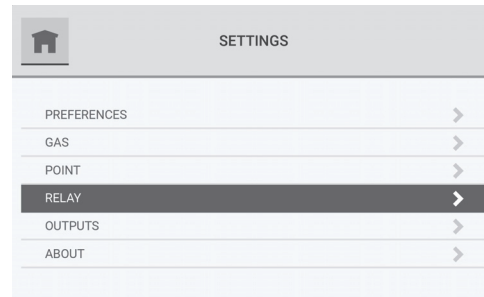 SETTINGS
PREFERENCES
GAS
POINT
RELAY
OUTPUTS
ABOUT